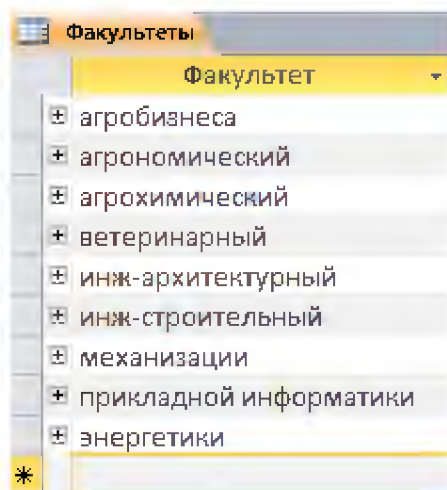 Факультеты
Факультет
агробизнеса
агрономический
агрохимический
ветеринарный
инж-архитектурный
инж-строительный
механизации
прикладной информатики
энергетики